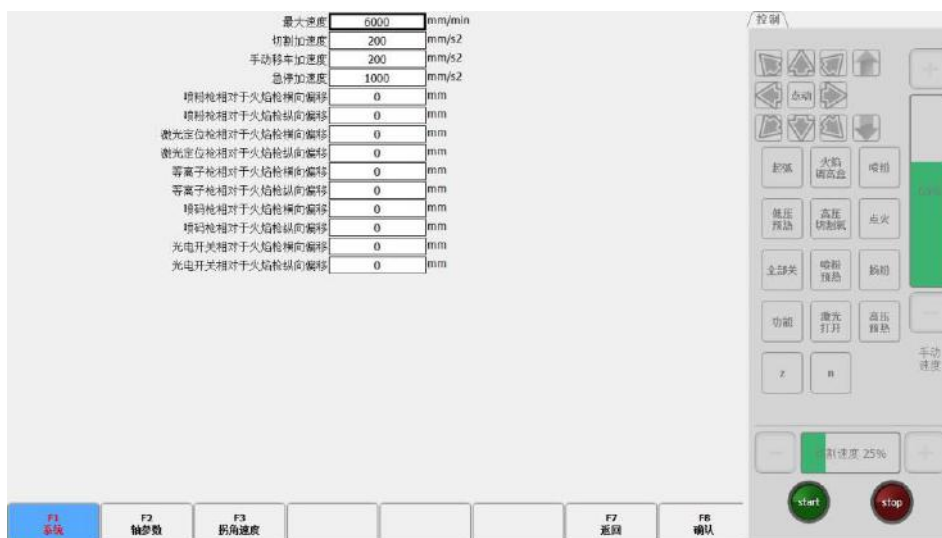 最大速度 6000 mm/min
切割加速度 200 mm/s2
手动移车加速度 200 mm/s2
急停加速度 1000 mm/s2
喷粉枪相对于火焰枪横向偏移 0 mm
喷粉枪相对于火焰枪纵向偏移 0 mm
激光定位枪相对于火焰枪横向偏移 0 mm
激光定位枪相对于火焰枪纵向偏移 0 mm
等离子枪相对于火焰枪横向偏移 0 mm
等离子枪相对于火焰枪纵向偏移 0 mm
喷码枪相对于火焰枪横向偏移 0 mm
喷码枪相对于火焰枪纵向偏移 0 mm
光电开关相对于火焰枪横向偏移 0 mm
光电开关相对于火焰枪纵向偏移 0 mm
控制
点动
起弧
火焰
调高盒
喷粉
低压
预热
高压
切割氧
点火
全部关
喷粉
预热
功能
激光
打开
高压
预热
z
n
手动
速度
切割速度 25%
start
stop
F1
系统
F2
轴参数
F3
拐角速度
F7
返回
F8
确认